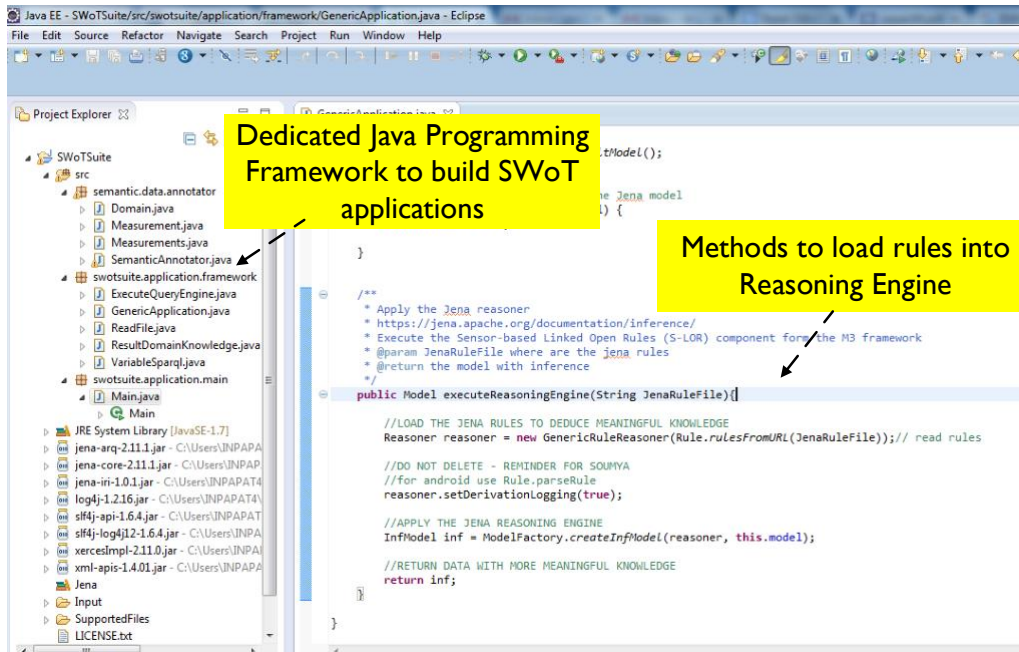 Java EE - SWoTSuite/src/swotsuite/application/framework/GenericApplication.java - Eclipse
File Edit Source Refactor Navigate Search Project Run Window Help
Project Explorer
GenericApplication.java
SWoTSuite
src
semantic.data.annotator
Domain.java
Measurement.java
Measurements.java
SemanticAnnotator.java
swotsuite.application.framework
ExecuteQueryEngine.java
GenericApplication.java
ReadFile.java
ResultDomainKnowledge.java
VariableSparql.java
swotsuite.application.main
Main.java
Main
JRE System Library [JavaSE-1.7]
jena-arq-2.11.1.jar - C:\Users\INPAPA
jena-core-2.11.1.jar - C:\Users\INPAP
jena-iri-1.0.1.jar - C:\Users\INPAPAT4
log4j-1.2.16.jar - C:\Users\INPAPAT4\
slf4j-api-1.6.4.jar - C:\Users\INPAPAT
slf4j-log4j12-1.6.4.jar - C:\Users\INPA
xercesImpl-2.11.0.jar - C:\Users\INPAI
xml-apis-1.4.01.jar - C:\Users\INPAPA
Jena
Input
SupportedFiles
LICENSE.txt
Dedicated Java Programming
Framework to build SWoT
applications
tModel();
Jena model
) {
}
Methods to load rules into
Reasoning Engine
/**
* Apply the Jena reasoner
* https://jena.apache.org/documentation/inference/
* Execute the Sensor-based Linked Open Rules (S-LOR) component form the M3 framework
* @param JenaRuleFile where are the jena rules
* @return the model with inference
*/
public Model executeReasoningEngine(String JenaRuleFile){
//LOAD THE JENA RULES TO DEDUCE MEANINGFUL KNOWLEDGE
Reasoner reasoner = new GenericRuleReasoner(Rule.rulesFromURL(JenaRuleFile));// read rules
//DO NOT DELETE - REMINDER FOR SOUMYA
//for android use Rule.parseRule
reasoner.setDerivationLogging(true);
//APPLY THE JENA REASONING ENGINE
InfModel inf = ModelFactory.createInfModel(reasoner, this.model);
//RETURN DATA WITH MORE MEANINGFUL KNOWLEDGE
return inf;
}
}